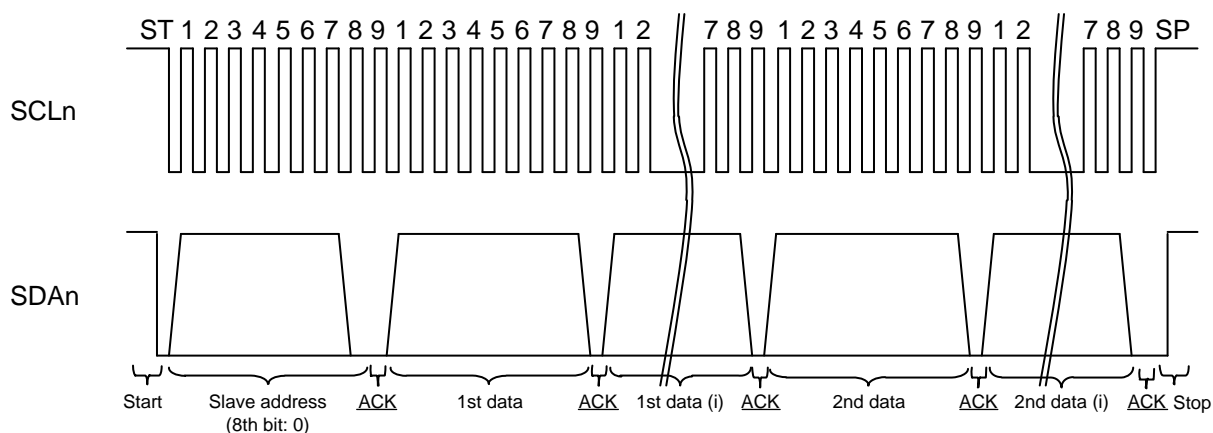 ST 1 2 3 4 5 6 7 8 9 1 2 3 4 5 6 7 8 9 1 2 7 8 9 1 2 3 4 5 6 7 8 9 1 2 7 8 9 SP
SCLn
SDAn
Start Slave address ACK 1st data ACK 1st data (i) ACK 2nd data ACK 2nd data (i) ACK Stop
(8th bit: 0)